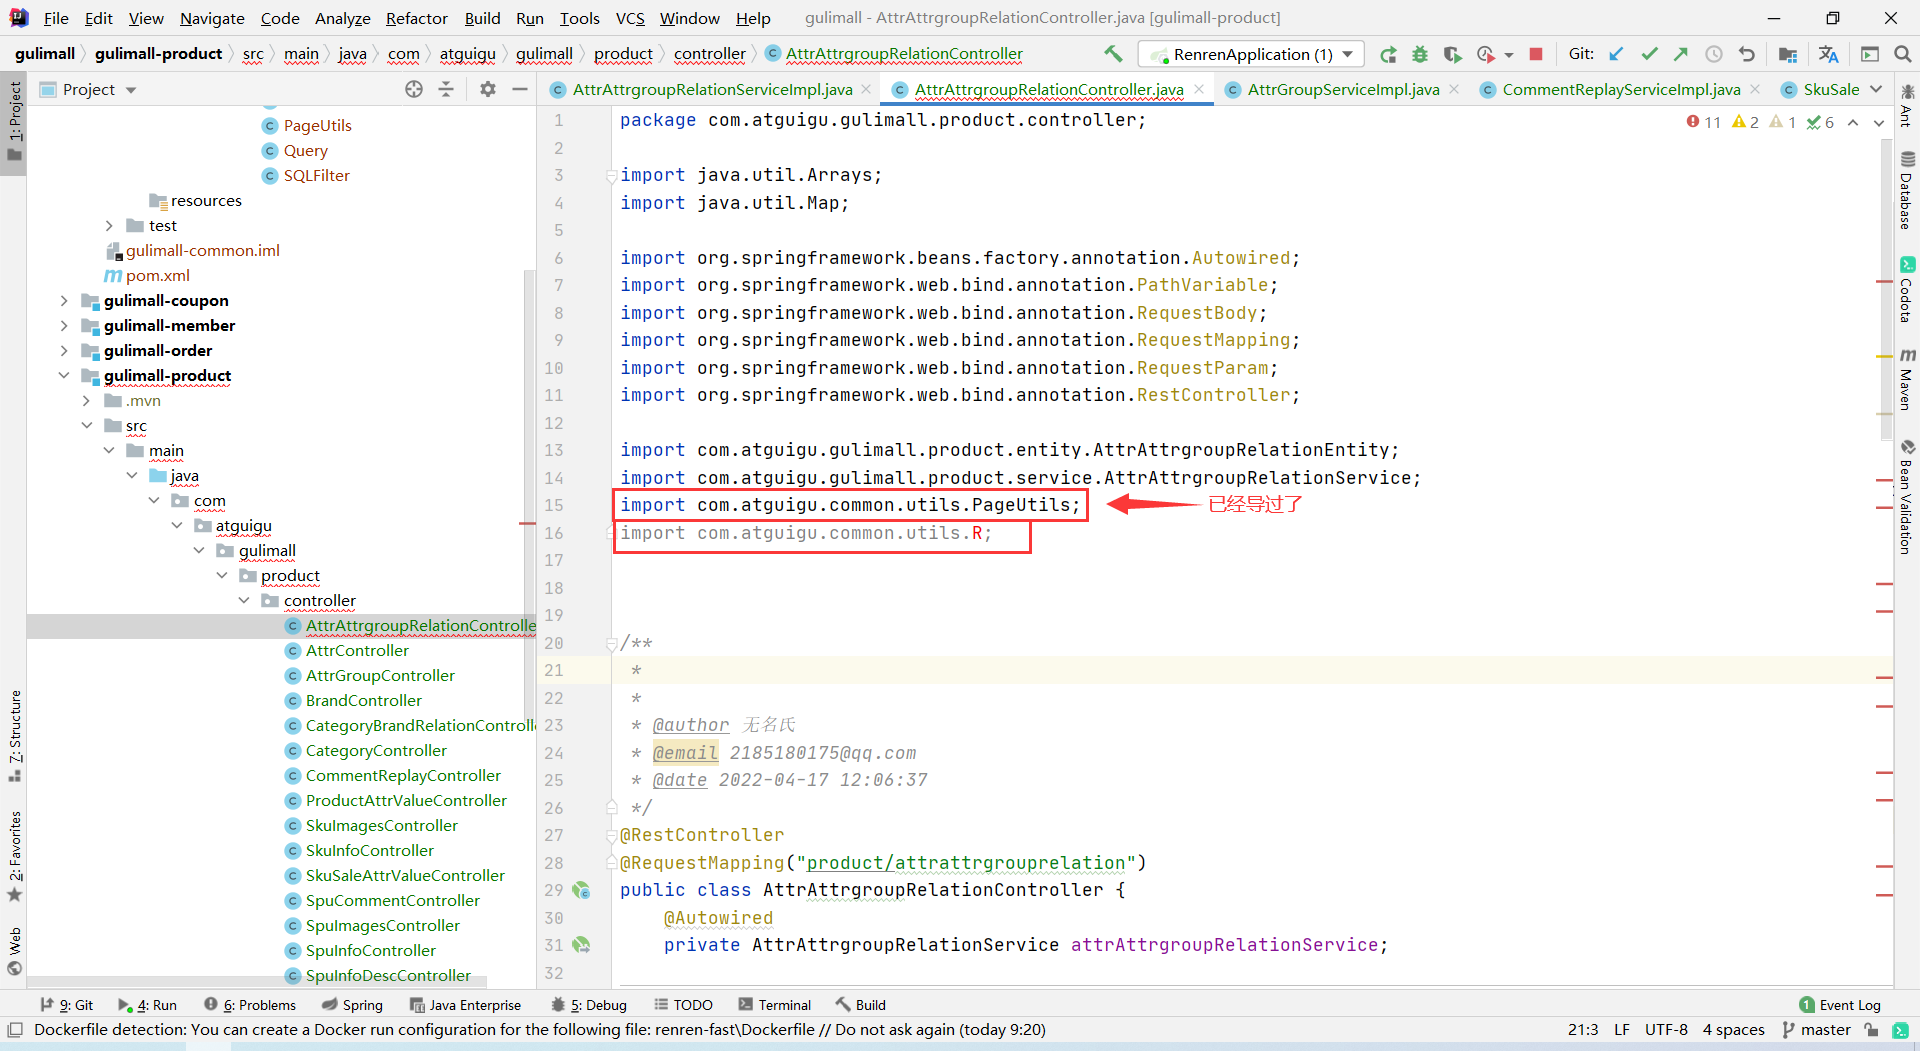 File Edit View Navigate Code Analyze Refactor Build Run Tools VCS Window Help gulimall - AttrAttrgroupRelationController.java [gulimall-product]
gulimall gulimall-product src main java com atguigu gulimall product controller AttrAttrgroupRelationController RenrenApplication (1) Git:
Project
AttrAttrgroupRelationServiceImpl.java AttrAttrgroupRelationController.java AttrGroupServiceImpl.java CommentReplayServiceImpl.java SkuSale
1: Project
7: Structure
2: Favorites
Web
PageUtils
Query
SQLFilter
resources
test
gulimall-common.iml
pom.xml
gulimall-coupon
gulimall-member
gulimall-order
gulimall-product
.mvn
src
main
java
com
atguigu
gulimall
product
controller
AttrAttrgroupRelationControlle
AttrController
AttrGroupController
BrandController
CategoryBrandRelationControll
CategoryController
CommentReplayController
ProductAttrValueController
SkuImagesController
SkuInfoController
SkuSaleAttrValueController
SpuCommentController
SpuImagesController
SpuInfoController
SpuInfoDescController
11 2 1 6
1 package com.atguigu.gulimall.product.controller;
2
3 import java.util.Arrays;
4 import java.util.Map;
5
6 import org.springframework.beans.factory.annotation.Autowired;
7 import org.springframework.web.bind.annotation.PathVariable;
8 import org.springframework.web.bind.annotation.RequestBody;
9 import org.springframework.web.bind.annotation.RequestMapping;
10 import org.springframework.web.bind.annotation.RequestParam;
11 import org.springframework.web.bind.annotation.RestController;
12
13 import com.atguigu.gulimall.product.entity.AttrAttrgroupRelationEntity;
14 import com.atguigu.gulimall.product.service.AttrAttrgroupRelationService;
15 import com.atguigu.common.utils.PageUtils; 已经导过了
16 import com.atguigu.common.utils.R;
17
18
19
20 /**
21 *
22 *
23 * @author 无名氏
24 * @email 2185180175@qq.com
25 * @date 2022-04-17 12:06:37
26 */
27 @RestController
28 @RequestMapping("product/attrattrgrouprelation")
29 public class AttrAttrgroupRelationController {
30 @Autowired
31 private AttrAttrgroupRelationService attrAttrgroupRelationService;
32
Ant
Database
Codota
Maven
Bean Validation
9: Git 4: Run 6: Problems Spring Java Enterprise 5: Debug TODO Terminal Build 1 Event Log
Dockerfile detection: You can create a Docker run configuration for the following file: renren-fast\Dockerfile // Do not ask again (today 9:20) 21:3 LF UTF-8 4 spaces master